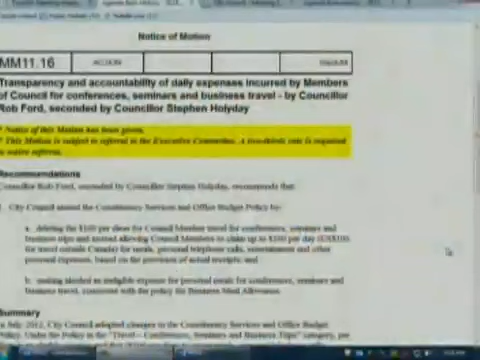 Notice of Motion
MM11.16 ACTION
Transparency and accountability of daily expenses incurred by Members
of Council for conferences, seminars and business travel - by Councillor
Rob Ford, seconded by Councillor Stephen Holyday
* Notice of this Motion has been given.
* This Motion is subject to referral to the Executive Committee. A two-thirds vote is required
to waive referral.
Recommendations
Councillor Rob Ford, seconded by Councillor Stephen Holyday, recommends that:
1. City Council amend the Constituency Services and Office Budget Policy by:
a. deleting the $100 per diem for Council Member travel for conferences, seminars and
business trips and instead allowing Council Members to claim up to $100 per day
for travel outside Canada) for meals, personal telephone calls, entertainment and other
personal expenses, based on the provision of actual receipts; and
b. making alcohol an ineligible expense for personal meals for conferences, seminars and
business travel, consistent with the policy for Business Meal Allowance.
Summary
In July 2012, City Council adopted changes to the Constituency Services and Office Budget
Policy. Under the Policy in the "Travel - Conferences, Seminars and Business Trips" category, per